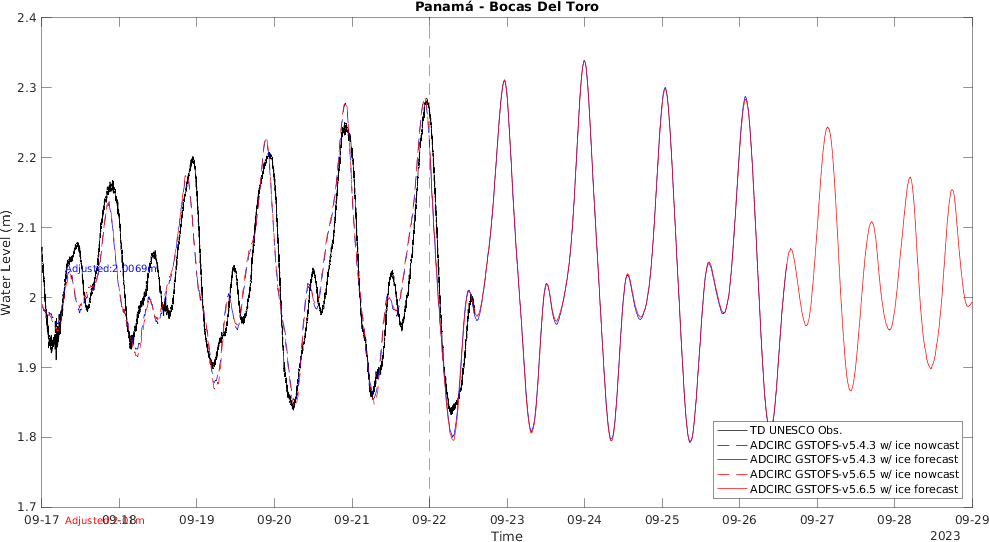 Panamá - Bocas Del Toro
2.4
2.3
2.2
2.1
2
1.9
1.8
1.7
Water Level (m)
Adjusted:2.0069m
TD UNESCO Obs.
ADCIRC GSTOFS-v5.4.3 w/ ice nowcast
ADCIRC GSTOFS-v5.4.3 w/ ice forecast
ADCIRC GSTOFS-v5.6.5 w/ ice nowcast
ADCIRC GSTOFS-v5.6.5 w/ ice forecast
09-17 09-18 09-19 09-20 09-21 09-22 09-23 09-24 09-25 09-26 09-27 09-28 09-29
Time
2023